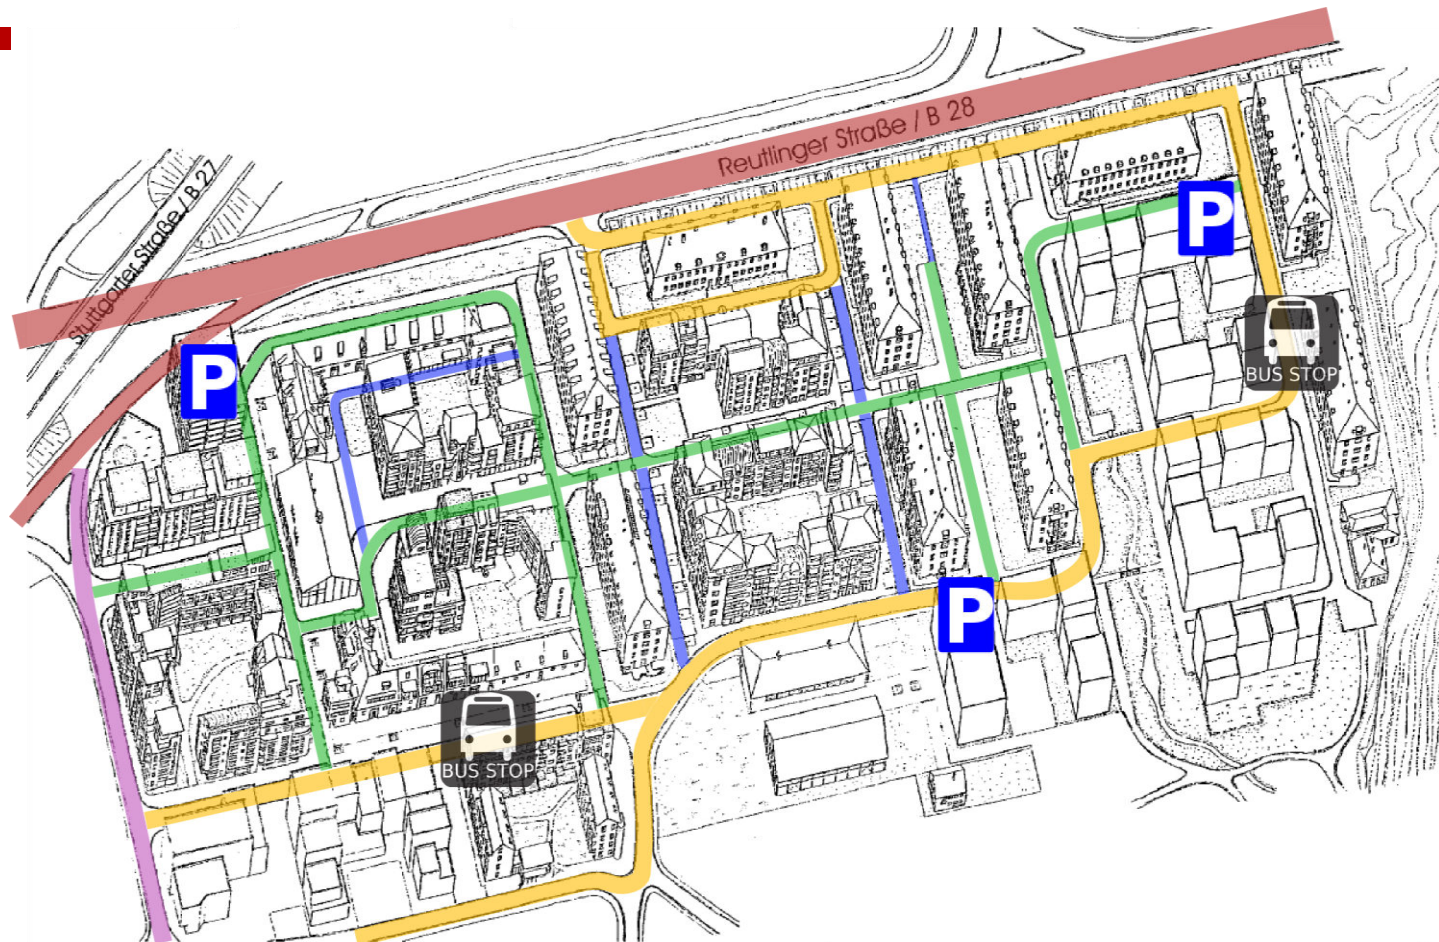 Reutlinger Straße / B 28
Stuttgarter Straße / B 27
P
P
BUS STOP
P
BUS STOP